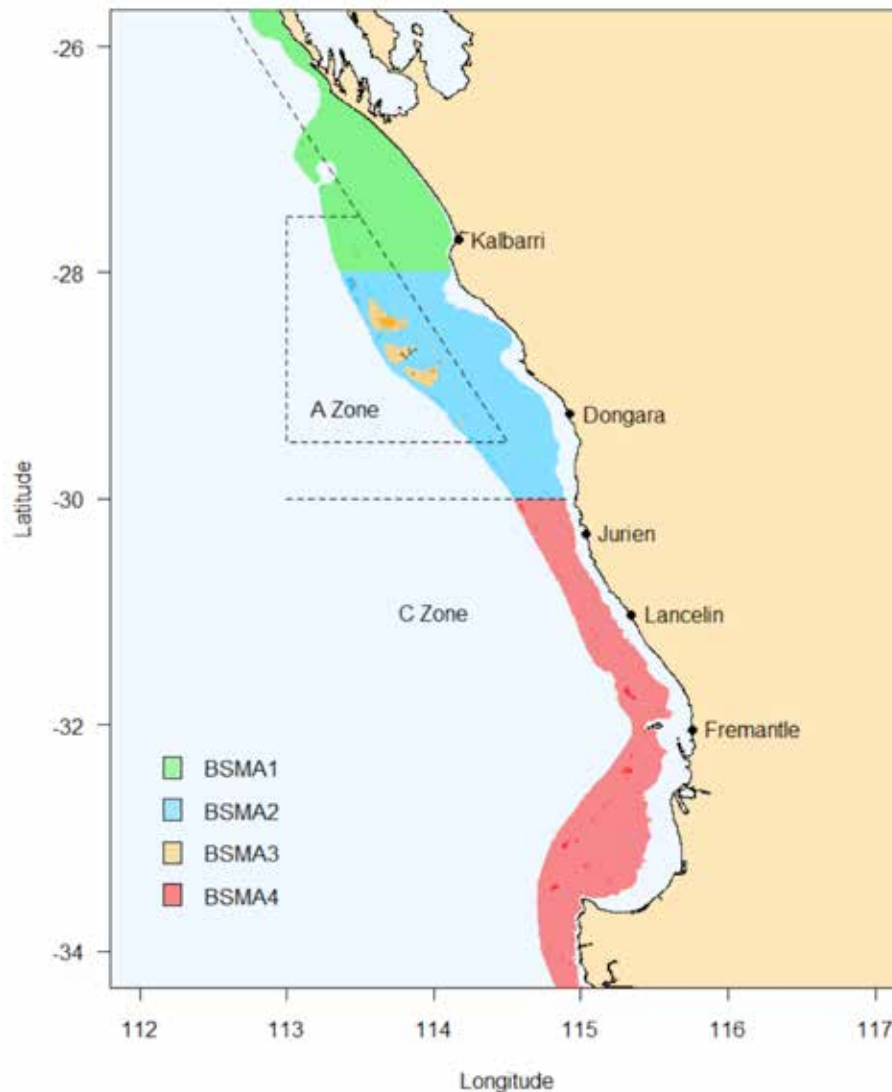 -26
Kalbarri
-28
A Zone
Dongara
-30
Jurien
C Zone
Lancelin
-32
Fremantle
BSMA1
BSMA2
BSMA3
BSMA4
-34
Latitude
112 113 114 115 116 117
Longitude